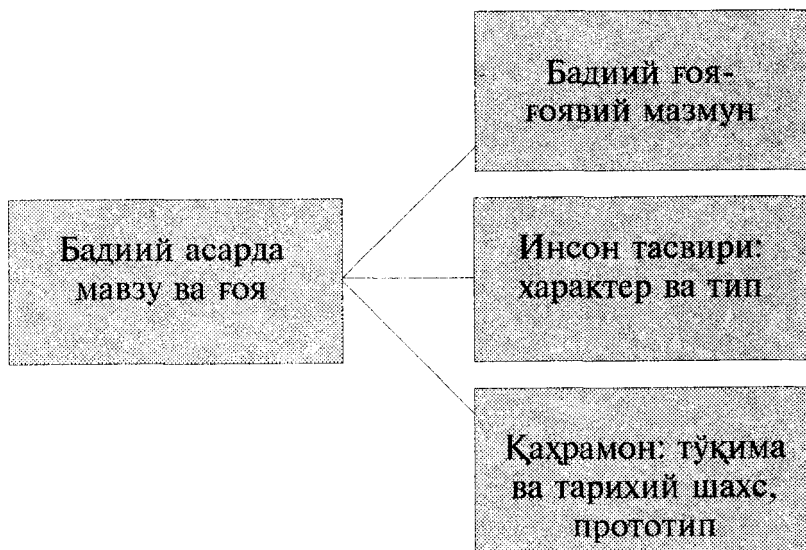 Бадиий асарда
мавзу ва ғоя
Бадиий ғоя-
ғоявий мазмун
Инсон тасвири:
характер ва тип
Қаҳрамон: тўқима
ва тарихий шахс,
прототип